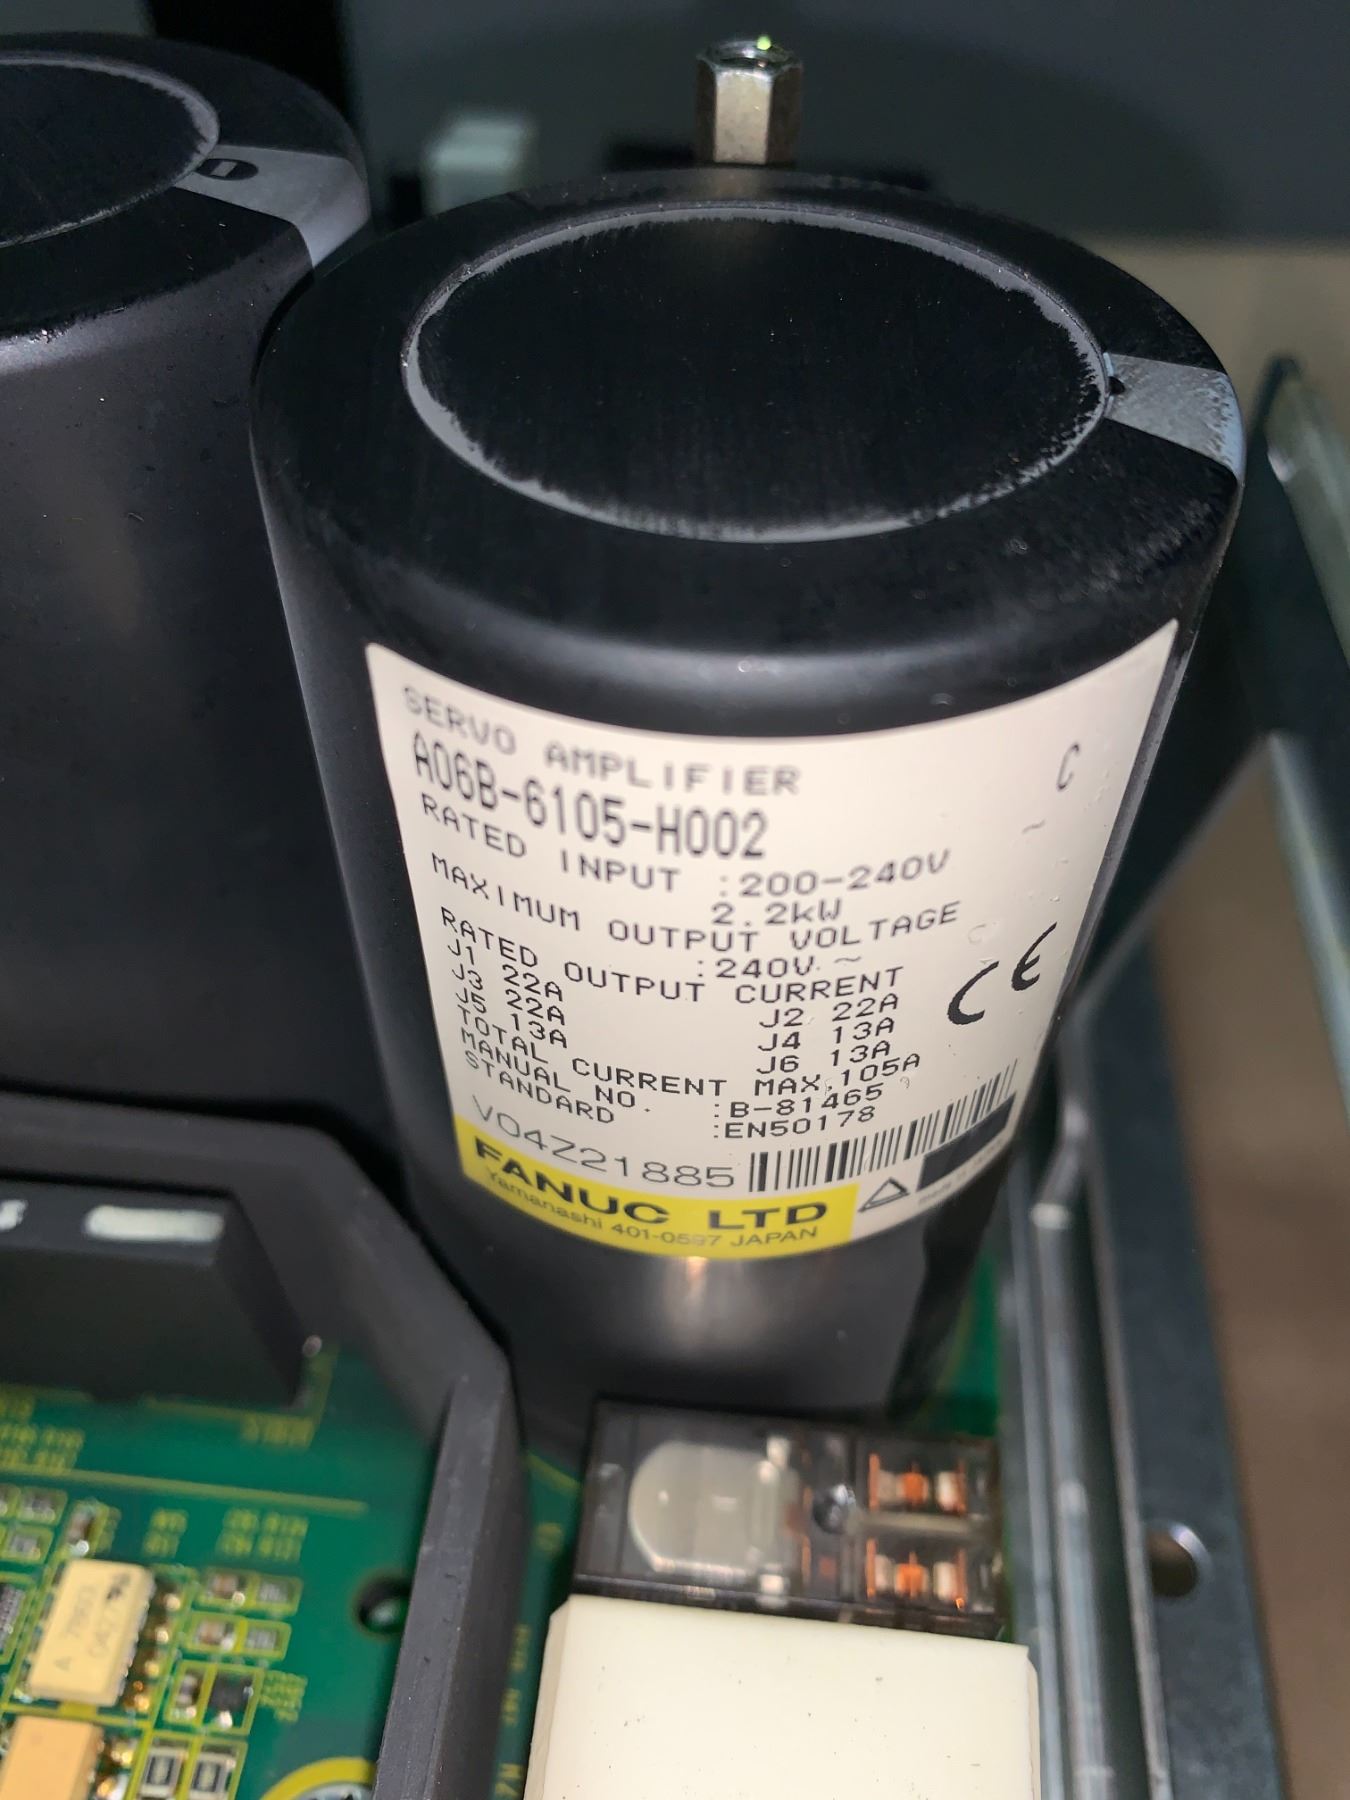 SERVO AMPLIFIER
C
A06B-6105-H002
RATED INPUT :200-240V ~
2.2kW
MAXIMUM OUTPUT VOLTAGE
:240V ~
RATED OUTPUT CURRENT
J1 22A J2 22A
J3 22A J4 13A
J5 13A J6 13A
TOTAL CURRENT MAX.105A
MANUAL NO. :B-81465
STANDARD :EN50178
CE
V04Z21885
FANUC LTD
Yamanashi 401-0597 JAPAN
A 7860J